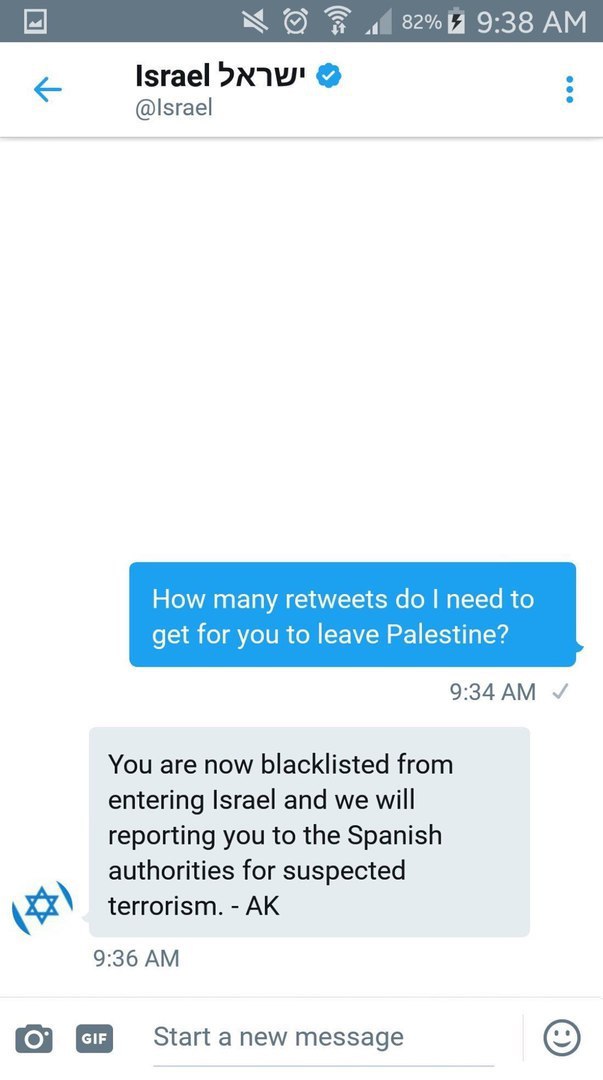 82% 9:38 AM
Israel ישראל
@Israel
How many retweets do I need to
get for you to leave Palestine?
9:34 AM
You are now blacklisted from
entering Israel and we will
reporting you to the Spanish
authorities for suspected
terrorism. - AK
9:36 AM
GIF Start a new message